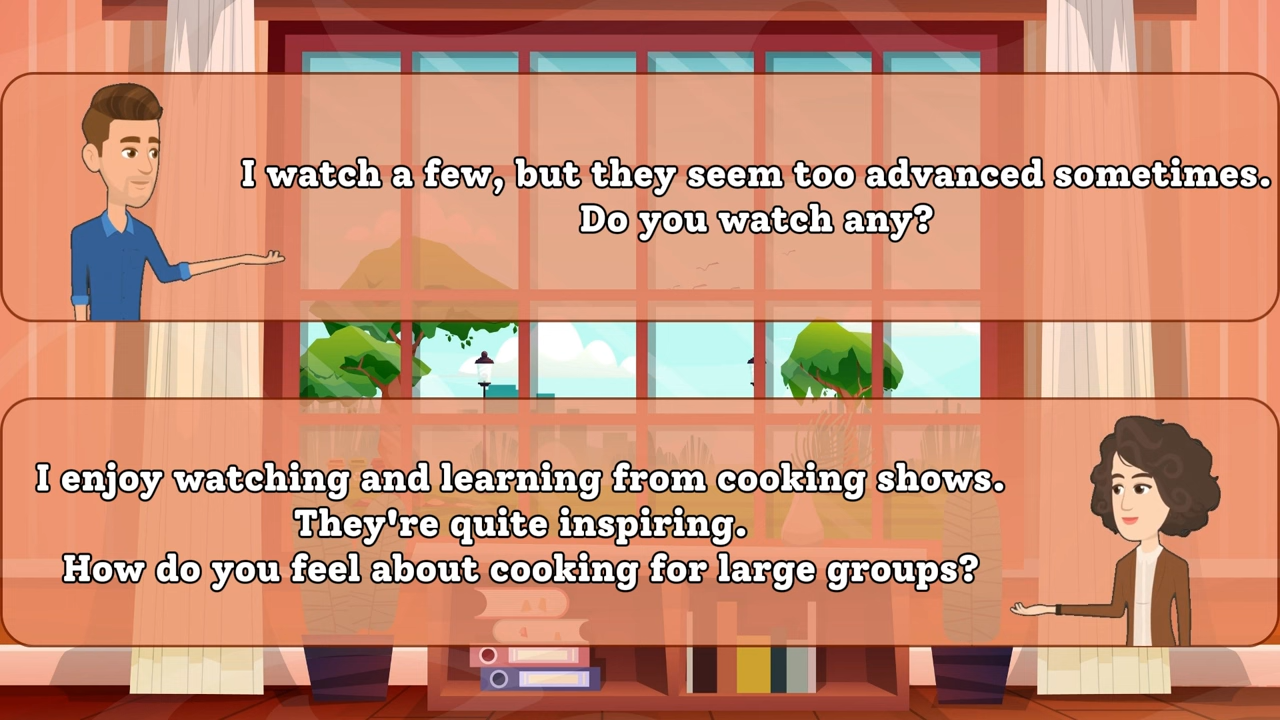 I watch a few, but they seem too advanced sometimes.
Do you watch any?
I enjoy watching and learning from cooking shows.
They're quite inspiring.
How do you feel about cooking for large groups?